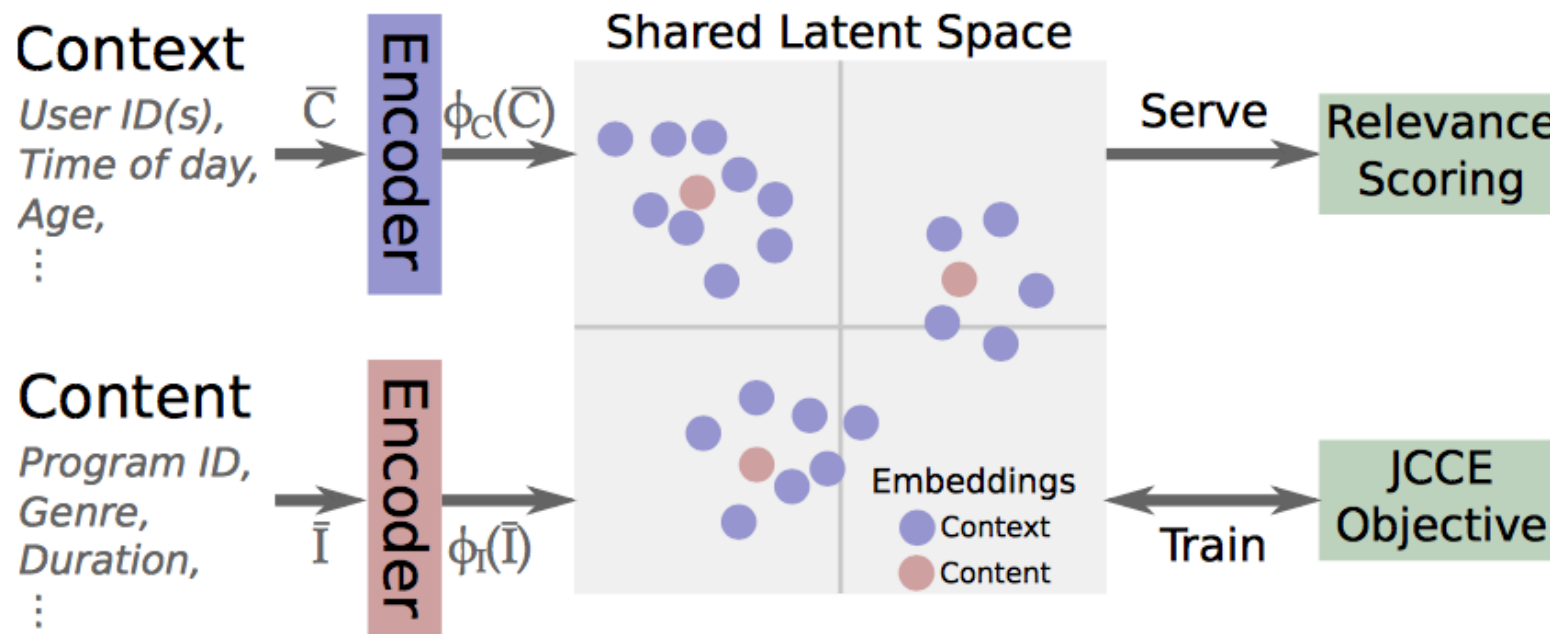 Context
User ID(s),
Time of day,
Age,
⋮
C̅
Encoder
ϕC(C̅)
Shared Latent Space
Serve
Relevance
Scoring
Content
Program ID,
Genre,
Duration,
⋮
I̅
Encoder
ϕI(I̅)
Embeddings
Context
Content
Train
JCCE
Objective